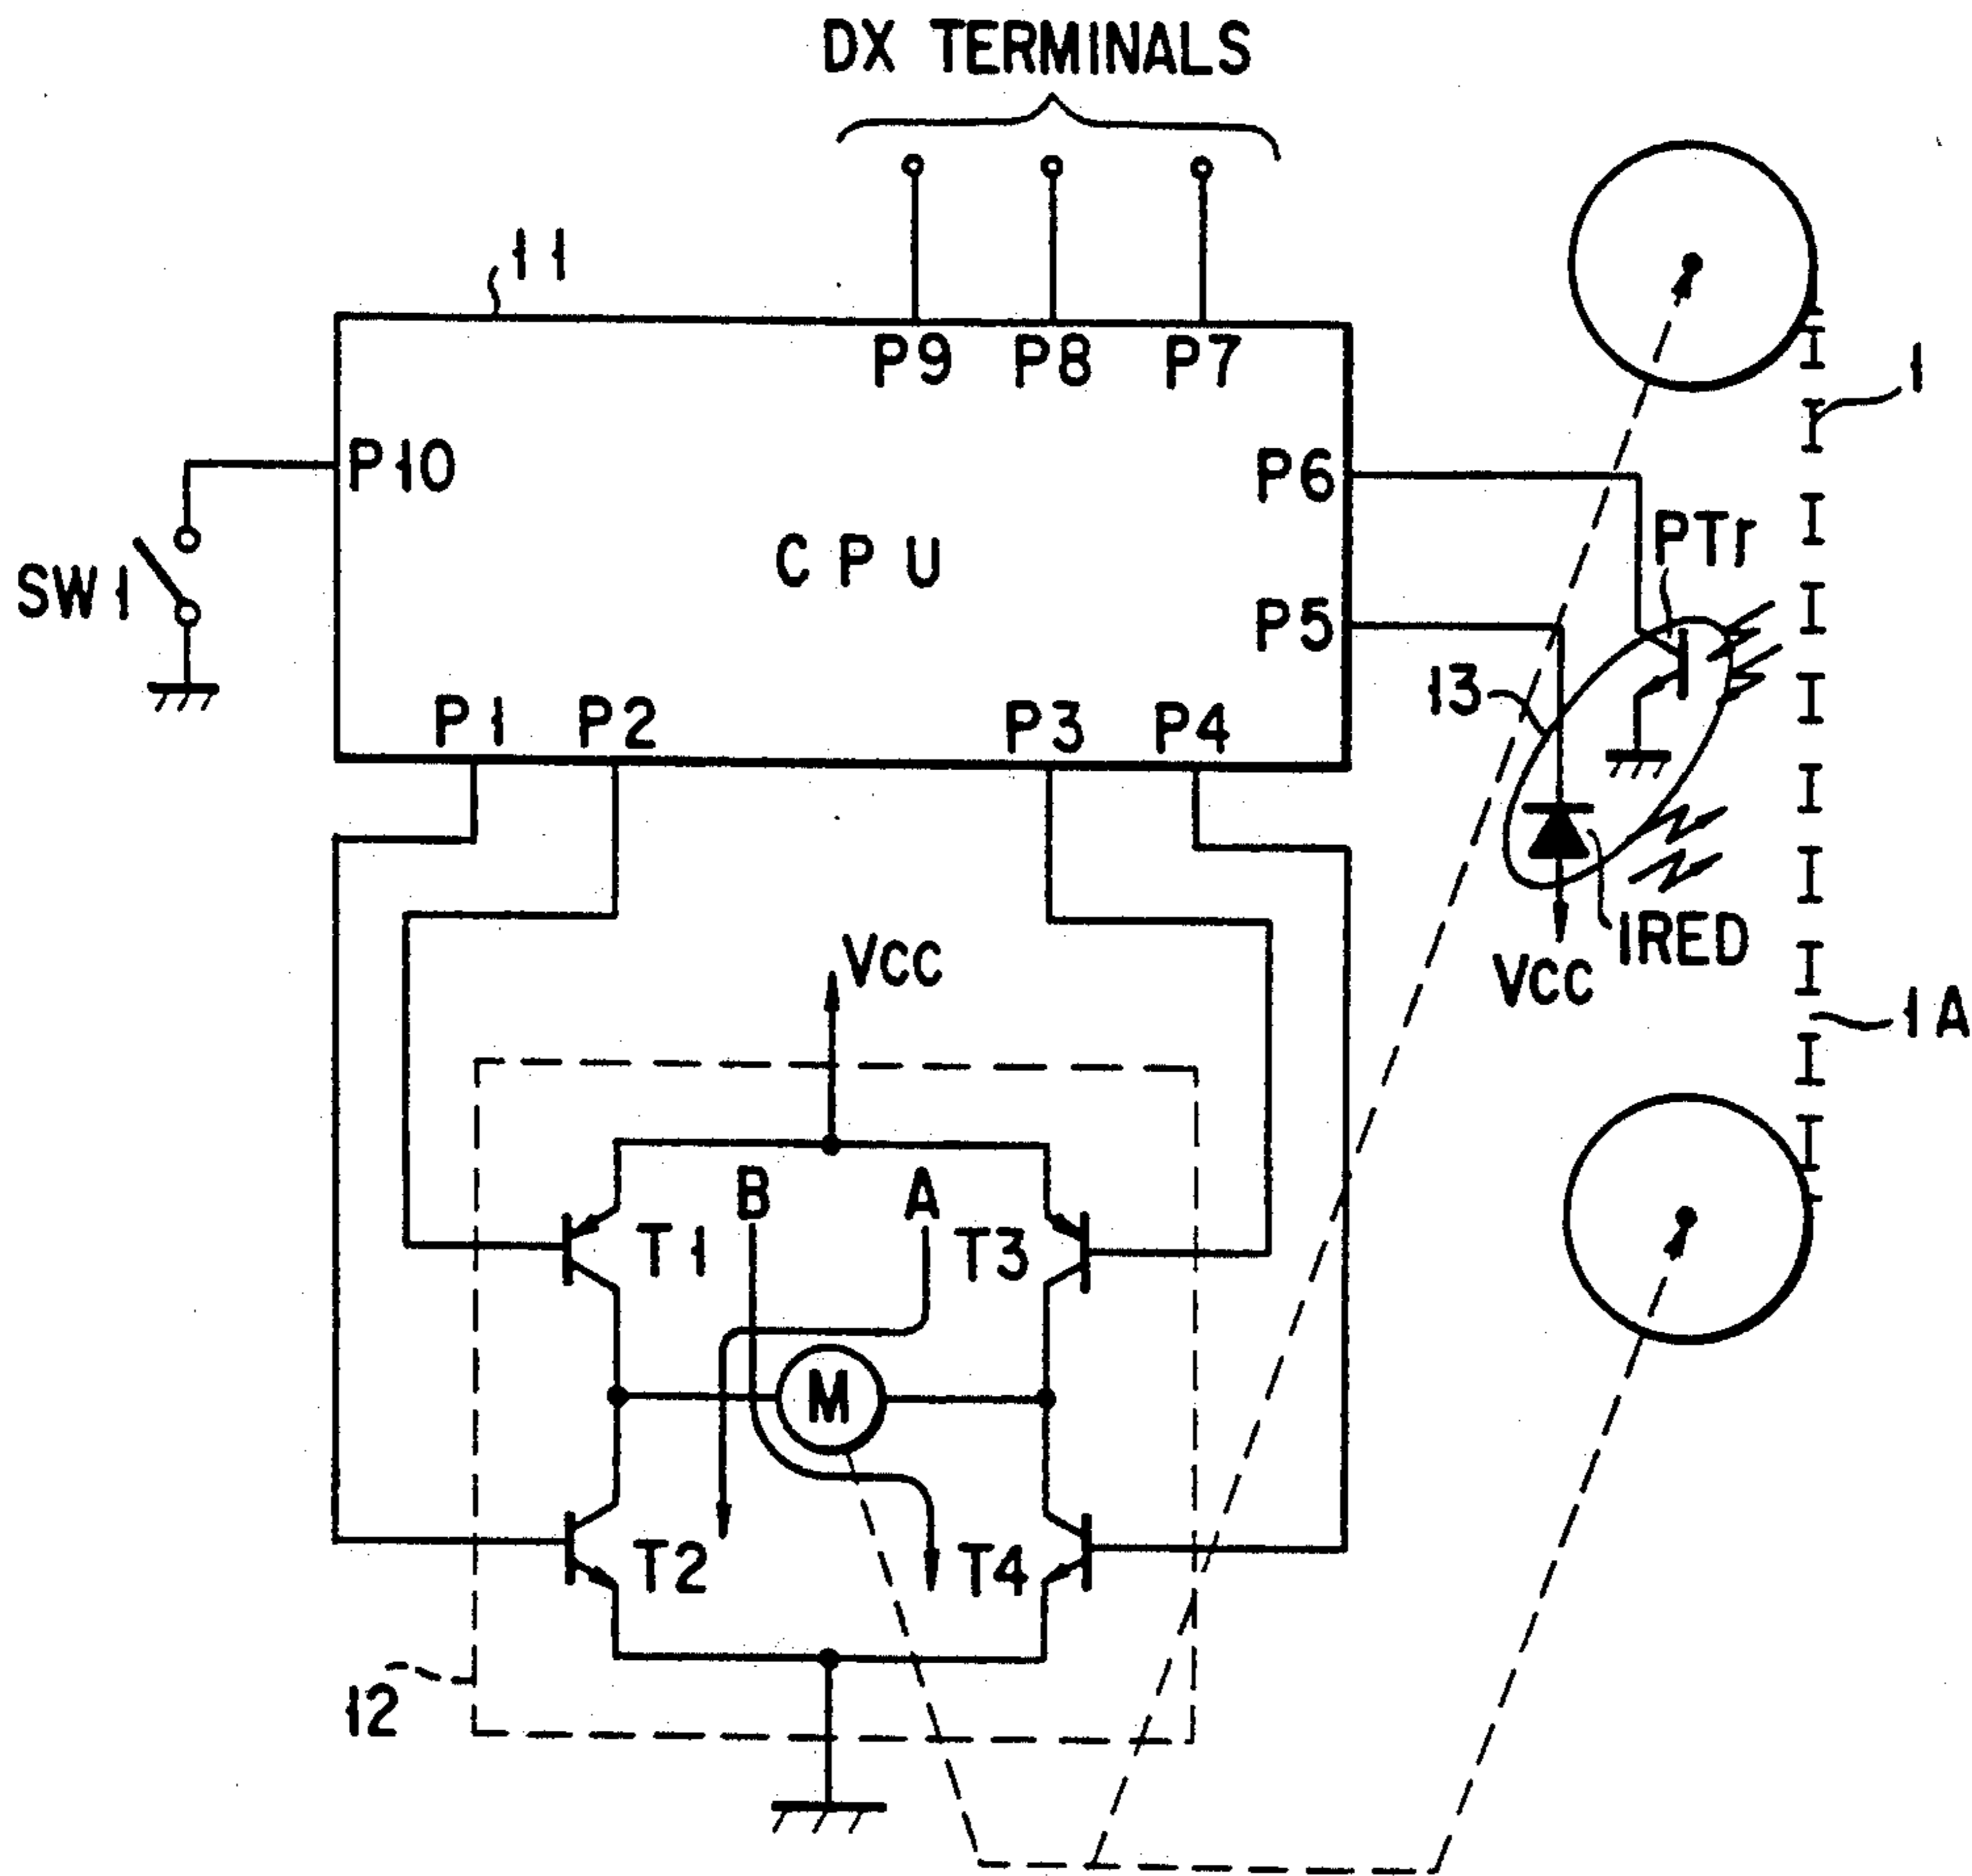 DX TERMINALS
11
P9 P8 P7
1
P10
P6
CPU
PTr
SW1
P5
13
P1 P2 P3 P4
IRED
VCC
VCC
1A
B A
T1 T3
M
T2 T4
12